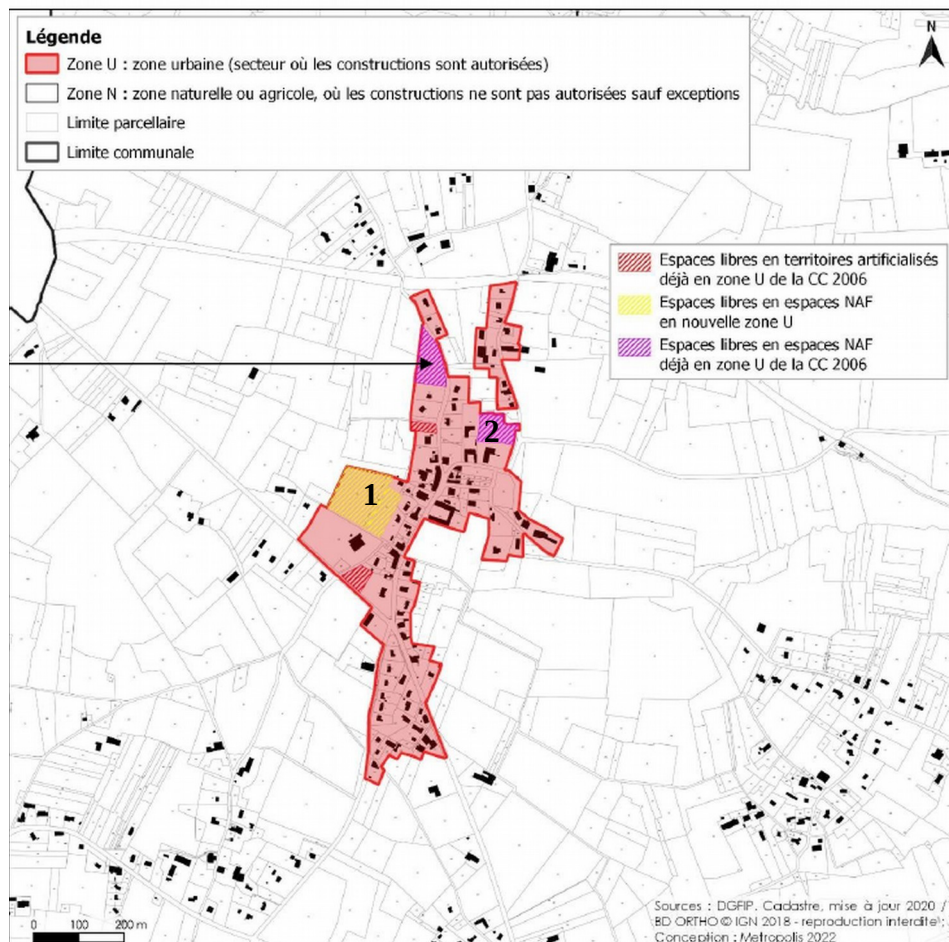 Légende
Zone U : zone urbaine (secteur où les constructions sont autorisées)
Zone N : zone naturelle ou agricole, où les constructions ne sont pas autorisées sauf exceptions
Limite parcellaire
Limite communale
N
Espaces libres en territoires artificialisés
déjà en zone U de la CC 2006
Espaces libres en espaces NAF
en nouvelle zone U
Espaces libres en espaces NAF
déjà en zone U de la CC 2006
2
1
0 100 200 m
Sources : DGFIP. Cadastre, mise à jour 2020 /
BD ORTHO © IGN 2018 - reproduction interdite ;
Conception : Metropolis 2022